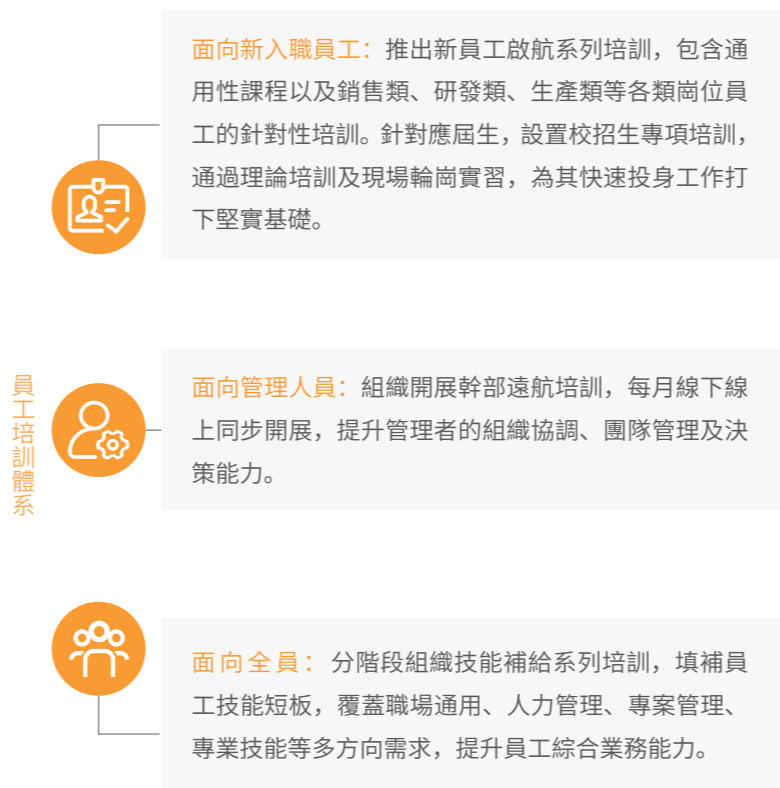 員工培訓體系
面向新入職員工：推出新員工啟航系列培訓，包含通
用性課程以及銷售類、研發類、生產類等各類崗位員
工的針對性培訓。針對應屆生，設置校招生專項培訓，
通過理論培訓及現場輪崗實習，為其快速投身工作打
下堅實基礎。
面向管理人員：組織開展幹部遠航培訓，每月線下線
上同步開展，提升管理者的組織協調、團隊管理及決
策能力。
面向全員：分階段組織技能補給系列培訓，填補員
工技能短板，覆蓋職場通用、人力管理、專案管理、
專業技能等多方向需求，提升員工綜合業務能力。